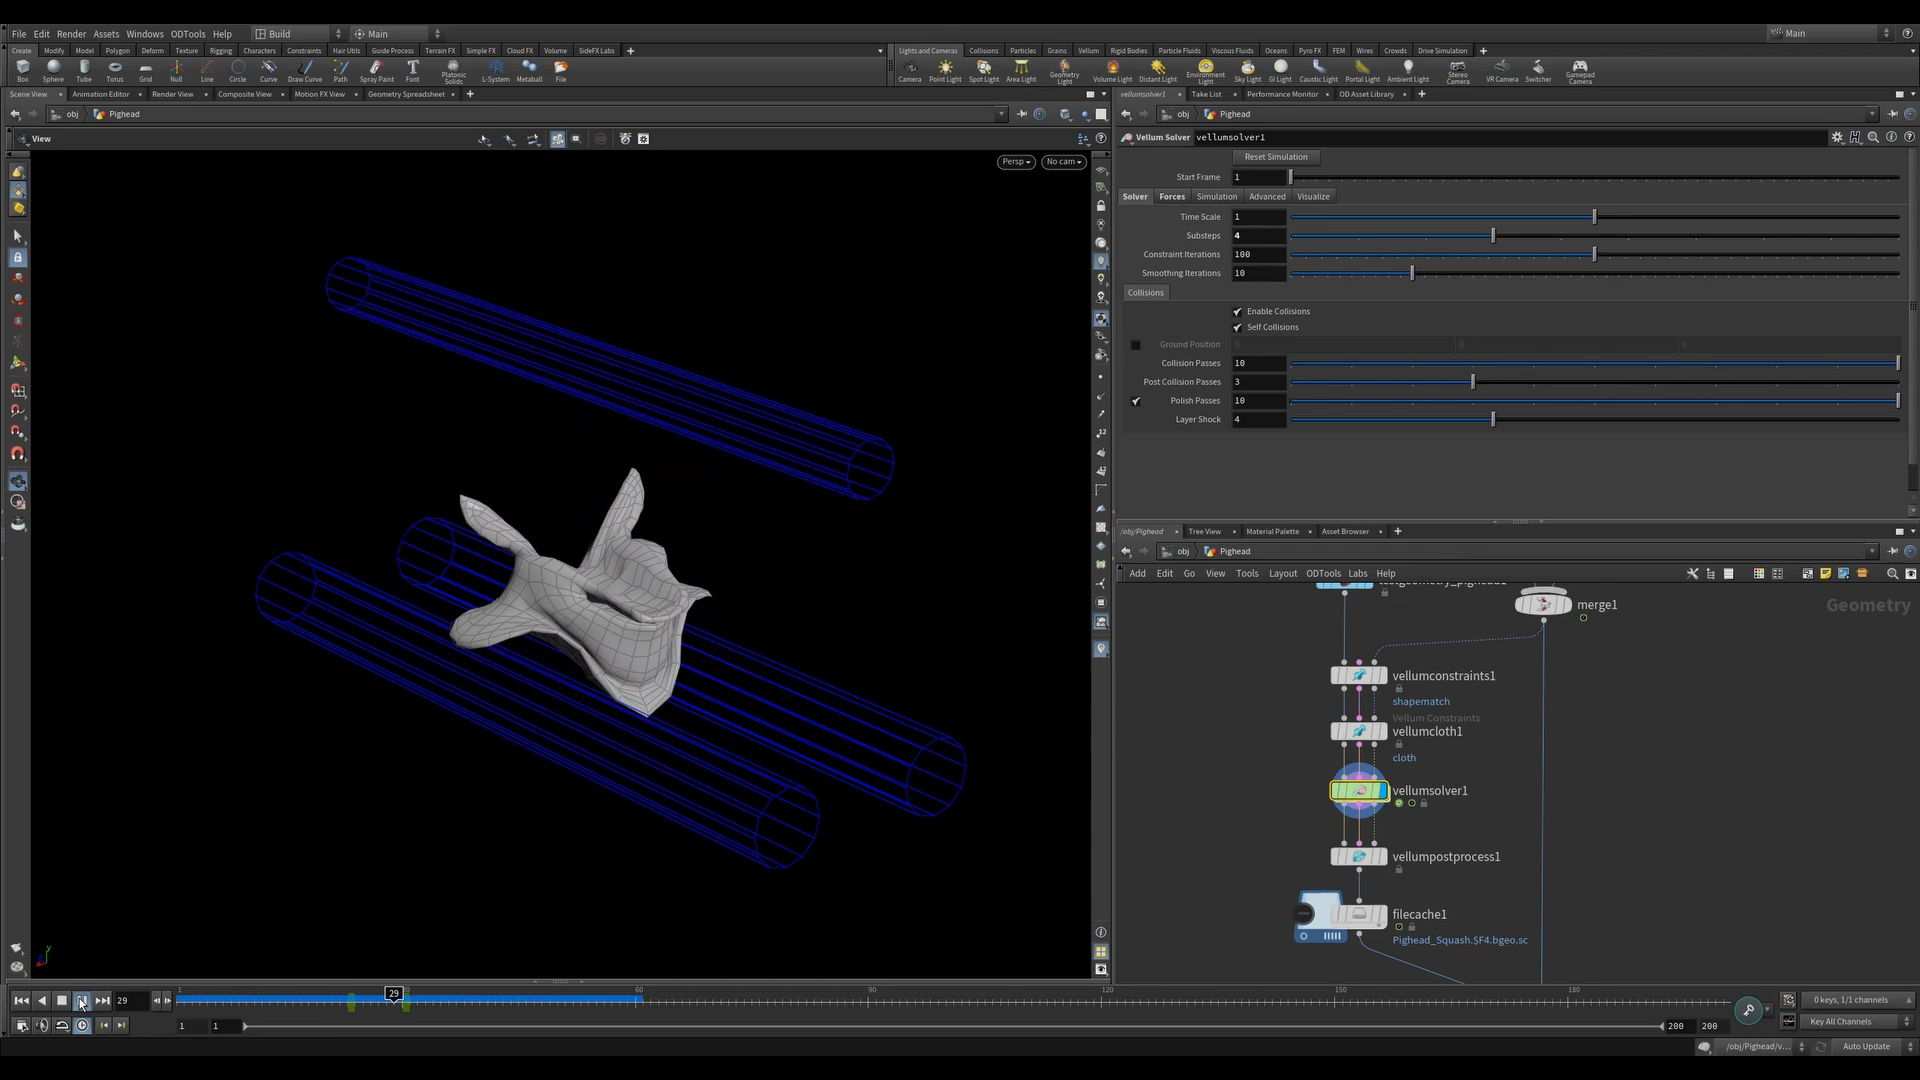 File Edit Render Assets Windows ODTools Help Build Main Main
Create Modify Model Polygon Deform Texture Rigging Characters Constraints Hair Utils Guide Process Terrain FX Simple FX Cloud FX Volume SideFX Labs
Lights and Cameras Collisions Particles Grains Vellum Rigid Bodies Particle Fluids Viscous Fluids Oceans Pyro FX FEM Wires Crowds Drive Simulation
Box Sphere Tube Torus Grid Null Line Circle Curve Draw Curve Path Spray Paint Font Platonic Solids L-System Metaball File
Camera Point Light Spot Light Area Light Geometry Light Volume Light Distant Light Environment Light Sky Light GI Light Caustic Light Portal Light Ambient Light Stereo Camera VR Camera Switcher Gamepad Camera
Scene View Animation Editor Render View Composite View Motion FX View Geometry Spreadsheet
obj Pighead
View
Persp No cam
vellumsolver1 Take List Performance Monitor OD Asset Library
obj Pighead
Vellum Solver vellumsolver1
Reset Simulation
Start Frame 1
Solver Forces Simulation Advanced Visualize
Time Scale 1
Substeps 4
Constraint Iterations 100
Smoothing Iterations 10
Collisions
Enable Collisions
Self Collisions
Ground Position
Collision Passes 10
Post Collision Passes 3
Polish Passes 10
Layer Shock 4
/obj/Pighead Tree View Material Palette Asset Browser
obj Pighead
Add Edit Go View Tools Layout ODTools Labs Help
Geometry
merge1
vellumconstraints1
shapematch
Vellum Constraints
vellumcloth1
cloth
vellumsolver1
vellumpostprocess1
filecache1
Pighead_Squash.$F4.bgeo.sc
y
29 1 29 60 90 120 150 180
0 keys, 1/1 channels
1 1 200 200
Key All Channels
/obj/Pighead/v... Auto Update